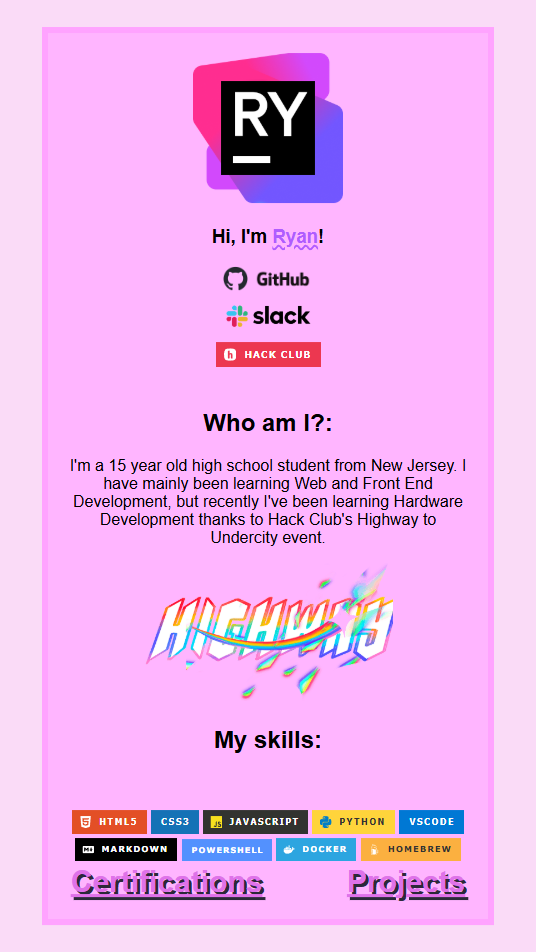 RY
Hi, I'm Ryan!
GitHub
slack
HACK CLUB
Who am I?:
I'm a 15 year old high school student from New Jersey. I
have mainly been learning Web and Front End
Development, but recently I've been learning Hardware
Development thanks to Hack Club's Highway to
Undercity event.
HIGHWAY
My skills:
HTML5 CSS3 JAVASCRIPT PYTHON VSCODE
MARKDOWN POWERSHELL DOCKER HOMEBREW
Certifications Projects